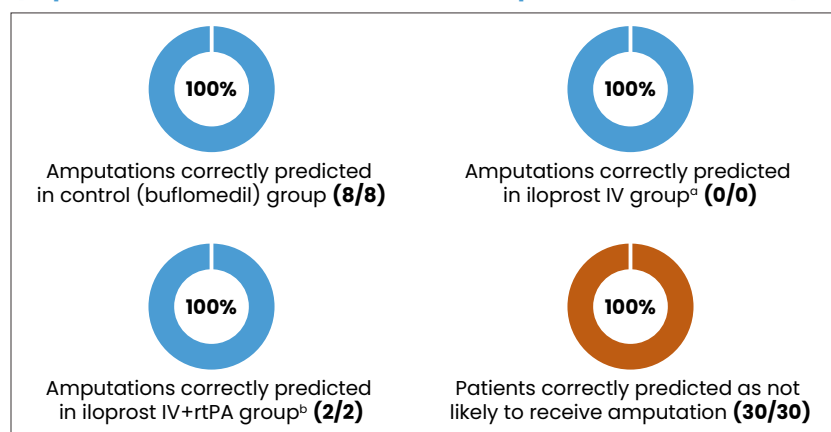 100%
Amputations correctly predicted
in control (buflomedil) group (8/8)
100%
Amputations correctly predicted
in iloprost IV groupᵃ (0/0)
100%
Amputations correctly predicted
in iloprost IV+rtPA groupᵇ (2/2)
100%
Patients correctly predicted as not
likely to receive amputation (30/30)